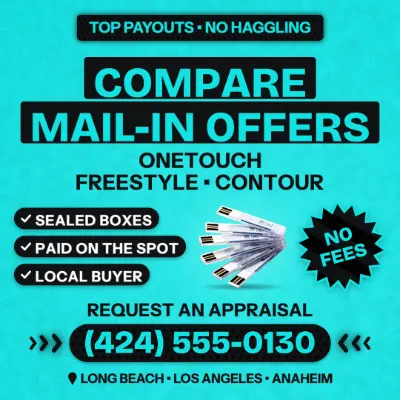 TOP PAYOUTS ▪ NO HAGGLING
COMPARE
MAIL-IN OFFERS
ONETOUCH
FREESTYLE ▪ CONTOUR
SEALED BOXES
PAID ON THE SPOT
LOCAL BUYER
NO
FEES
REQUEST AN APPRAISAL
(424) 555-0130
LONG BEACH ▪ LOS ANGELES ▪ ANAHEIM